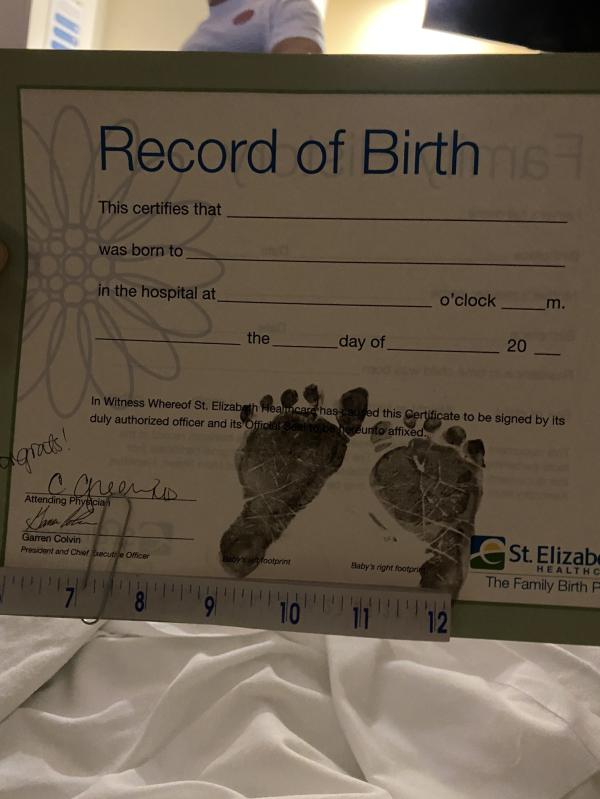 Record of Birth
This certifies that
was born to
in the hospital at o'clock m.
the day of 20
In Witness Whereof St. Elizabeth Healthcare has caused this Certificate to be signed by its
duly authorized officer and its Official Seal to be hereunto affixed.
ongrats!
C Green MD
Attending Physician
Garren Colvin
President and Chief Executive Officer
Baby's left footprint
Baby's right footprint
St. Elizabe
HEALTHC
The Family Birth P
7 8 9 10 11 12